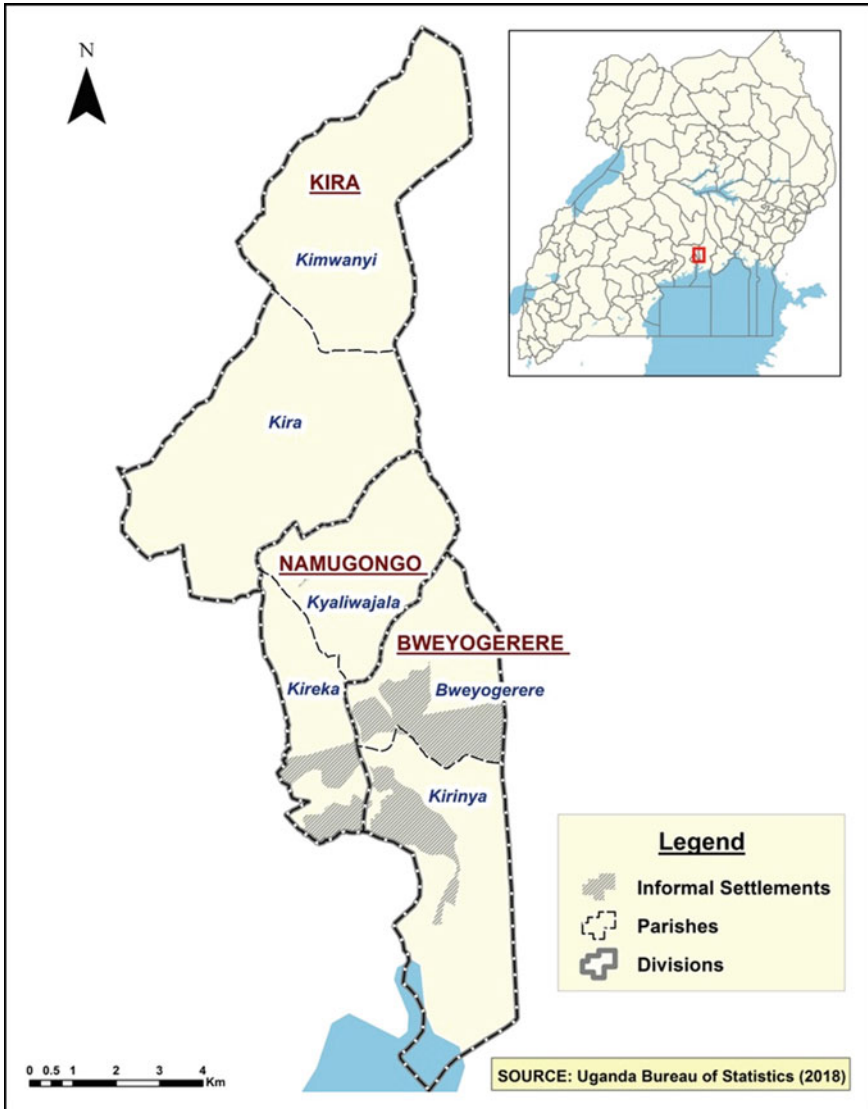 N
KIRA
Kimwanyi
Kira
NAMUGONGO
Kyaliwajala
BWEYOGERERE
Kireka
Bweyogerere
Kirinya
Legend
Informal Settlements
Parishes
Divisions
0 0.5 1 2 3 4
Km
SOURCE: Uganda Bureau of Statistics (2018)